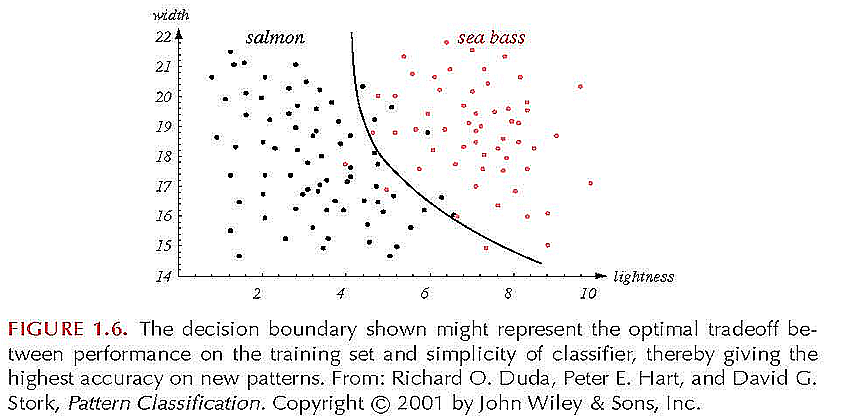 width
22
salmon
sea bass
21
20
19
18
17
16
15
14
lightness
2
4
6
8
10
FIGURE 1.6. The decision boundary shown might represent the optimal tradeoff be-
tween performance on the training set and simplicity of classifier, thereby giving the
highest accuracy on new patterns. From: Richard O. Duda, Peter E. Hart, and David G.
Stork, Pattern Classification. Copyright © 2001 by John Wiley & Sons, Inc.